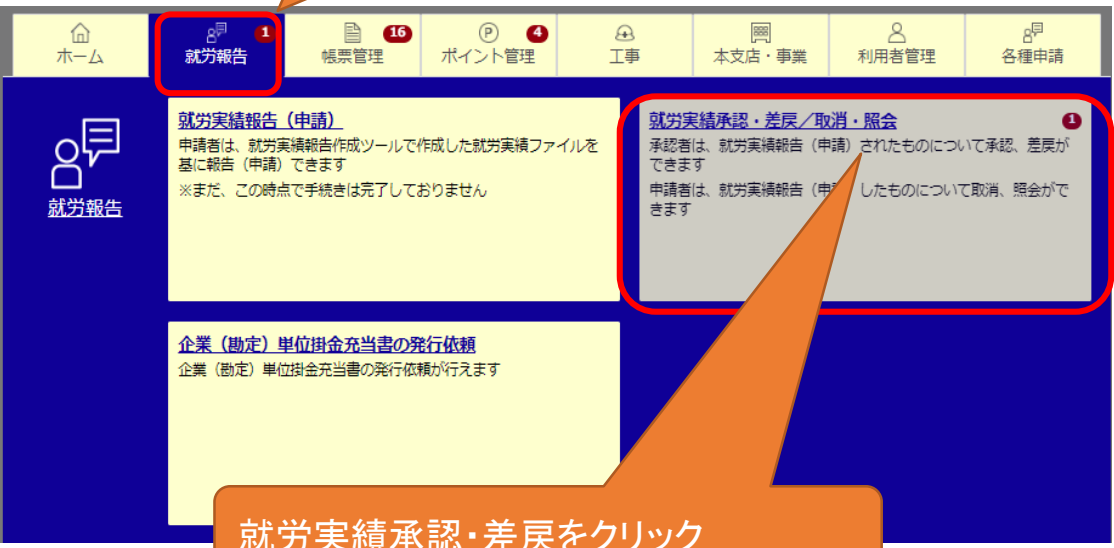 ホーム
就労報告 1
帳票管理 16
P
ポイント管理 4
工事
本支店・事業
利用者管理
各種申請
就労報告
就労実績報告（申請）
申請者は、就労実績報告作成ツールで作成した就労実績ファイルを
基に報告（申請）できます
※まだ、この時点で手続きは完了しておりません
就労実績承認・差戻／取消・照会 1
承認者は、就労実績報告（申請）されたものについて承認、差戻が
できます
申請者は、就労実績報告（申 したものについて取消、照会がで
きます
企業（勘定）単位掛金充当書の発行依頼
企業（勘定）単位掛金充当書の発行依頼が行えます
就労実績承認・差戻をクリック